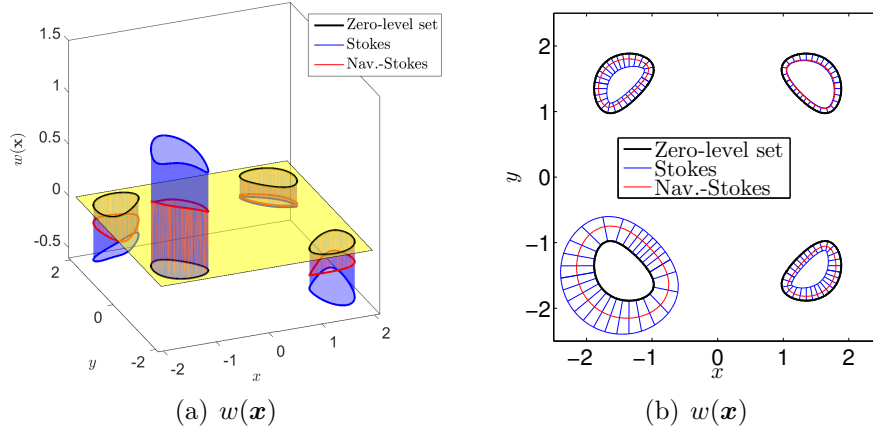 Zero-level set
Stokes
Nav.-Stokes
w(x)
1.5
1
0.5
0
-0.5
2
0
-2
y
-2
-1
0
1
2
x
(a) w(x)
Zero-level set
Stokes
Nav.-Stokes
y
2
1
0
−1
−2
−2
−1
0
1
2
x
(b) w(x)